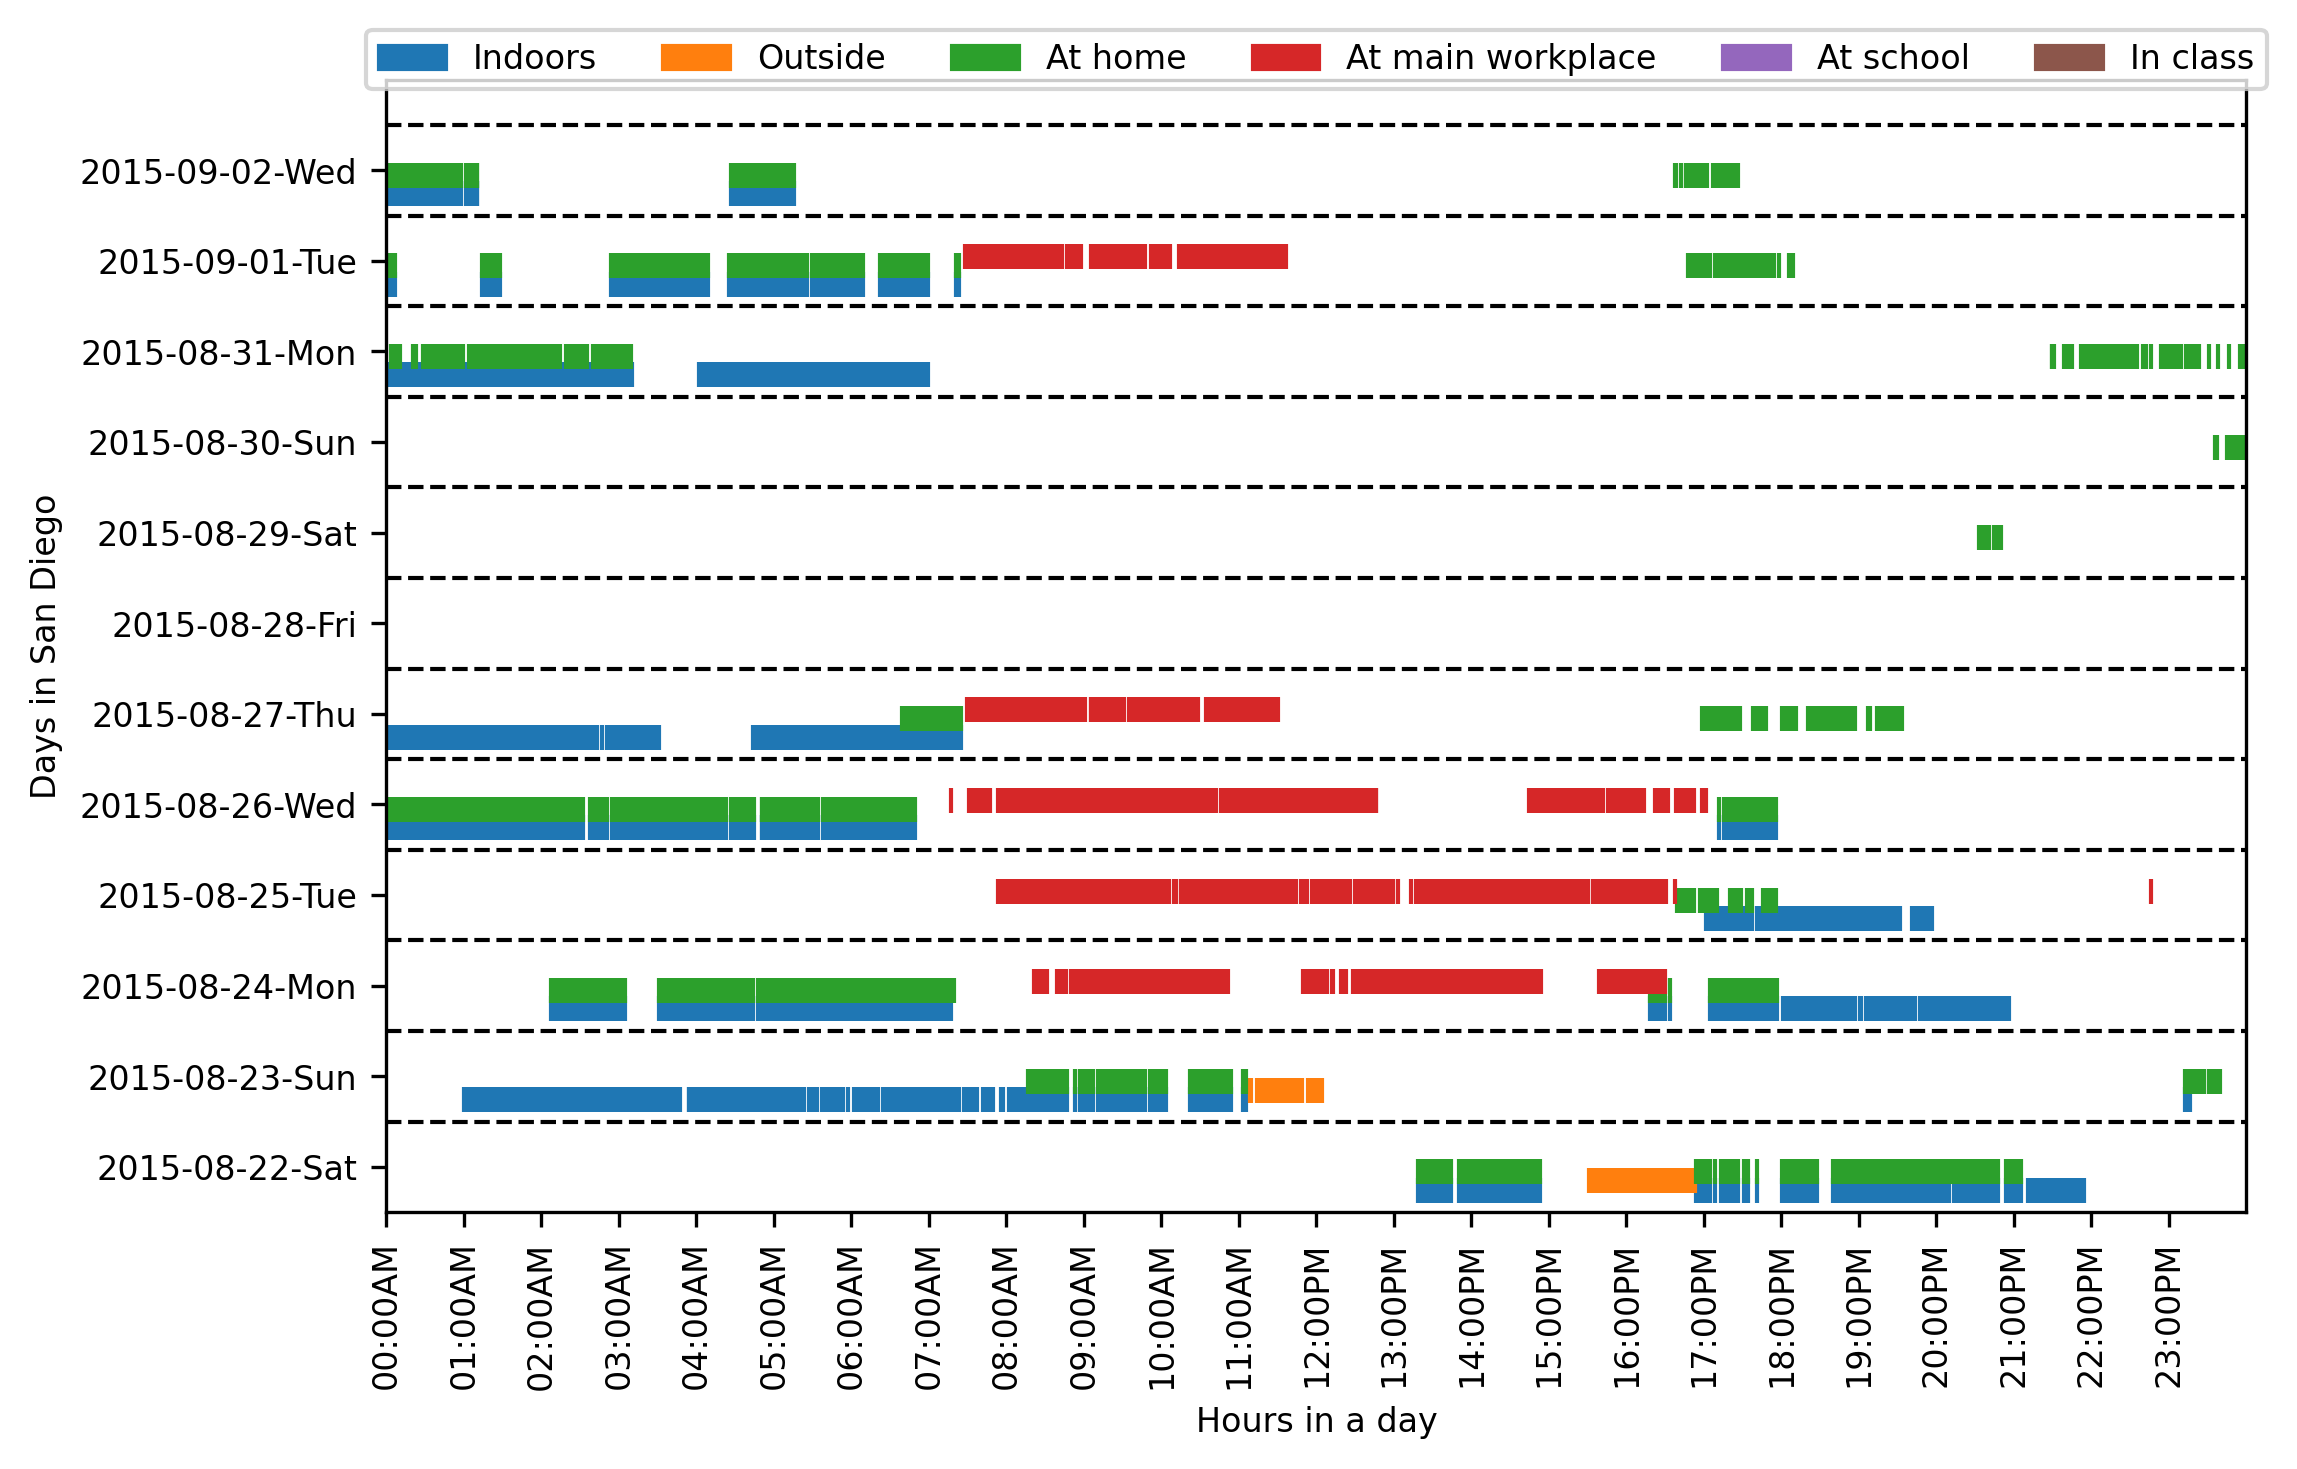 Indoors Outside At home At main workplace At school In class
2015-09-02-Wed
2015-09-01-Tue
2015-08-31-Mon
2015-08-30-Sun
2015-08-29-Sat
2015-08-28-Fri
2015-08-27-Thu
2015-08-26-Wed
2015-08-25-Tue
2015-08-24-Mon
2015-08-23-Sun
2015-08-22-Sat
Days in San Diego
00:00AM
01:00AM
02:00AM
03:00AM
04:00AM
05:00AM
06:00AM
07:00AM
08:00AM
09:00AM
10:00AM
11:00AM
12:00PM
13:00PM
14:00PM
15:00PM
16:00PM
17:00PM
18:00PM
19:00PM
20:00PM
21:00PM
22:00PM
23:00PM
Hours in a day